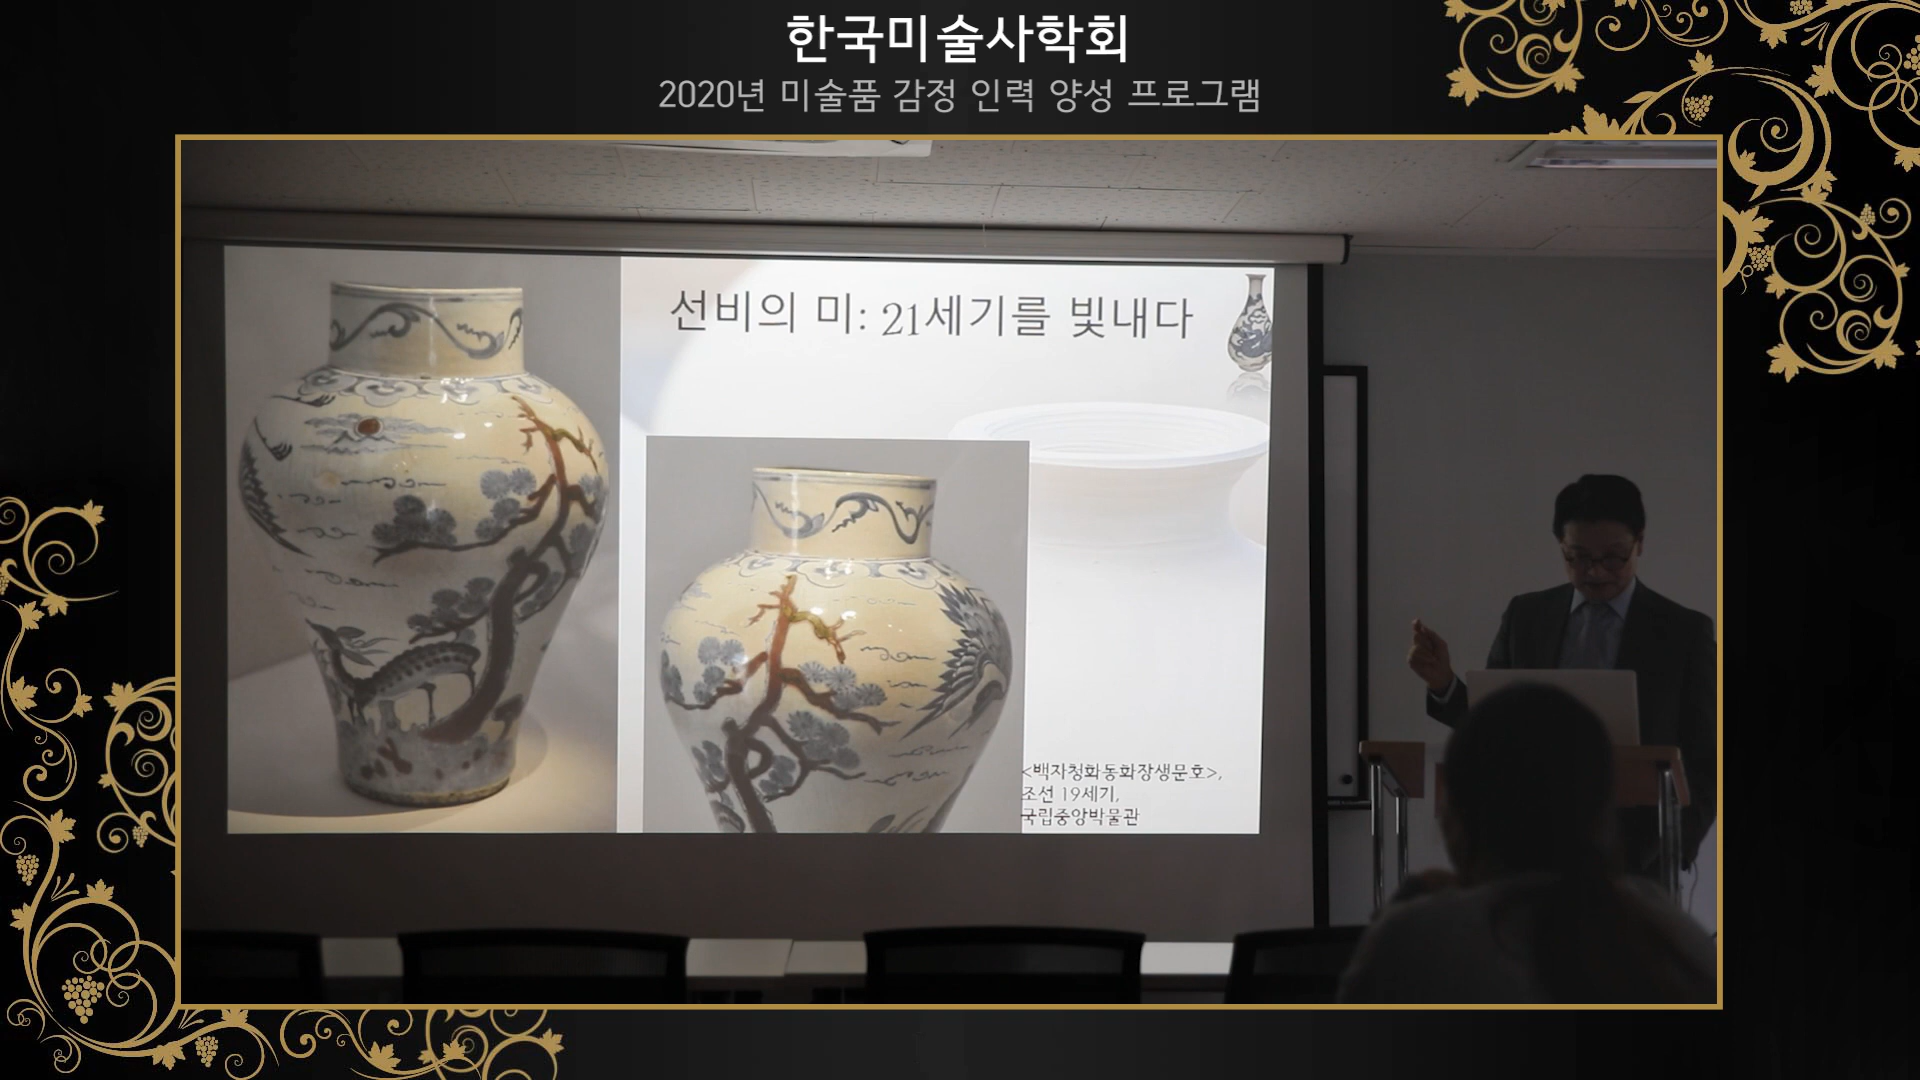 한국미술사학회
2020년 미술품 감정 인력 양성 프로그램
선비의 미: 21세기를 빛내다
<백자청화동화장생문호>,
조선 19세기,
국립중앙박물관